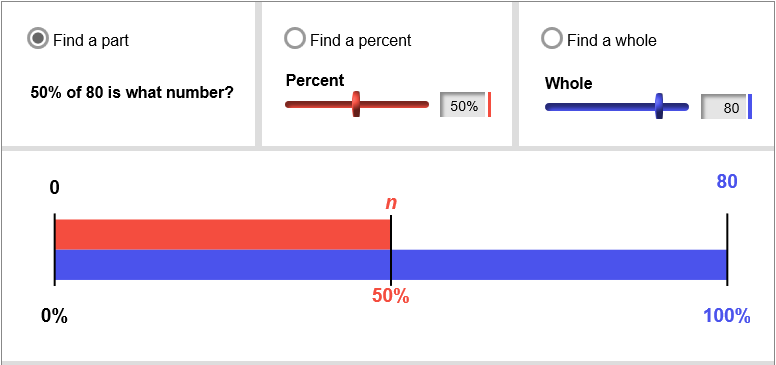 Find a part
50% of 80 is what number?
Find a percent
Percent
50%
Find a whole
Whole
80
0
n
80
0%
50%
100%